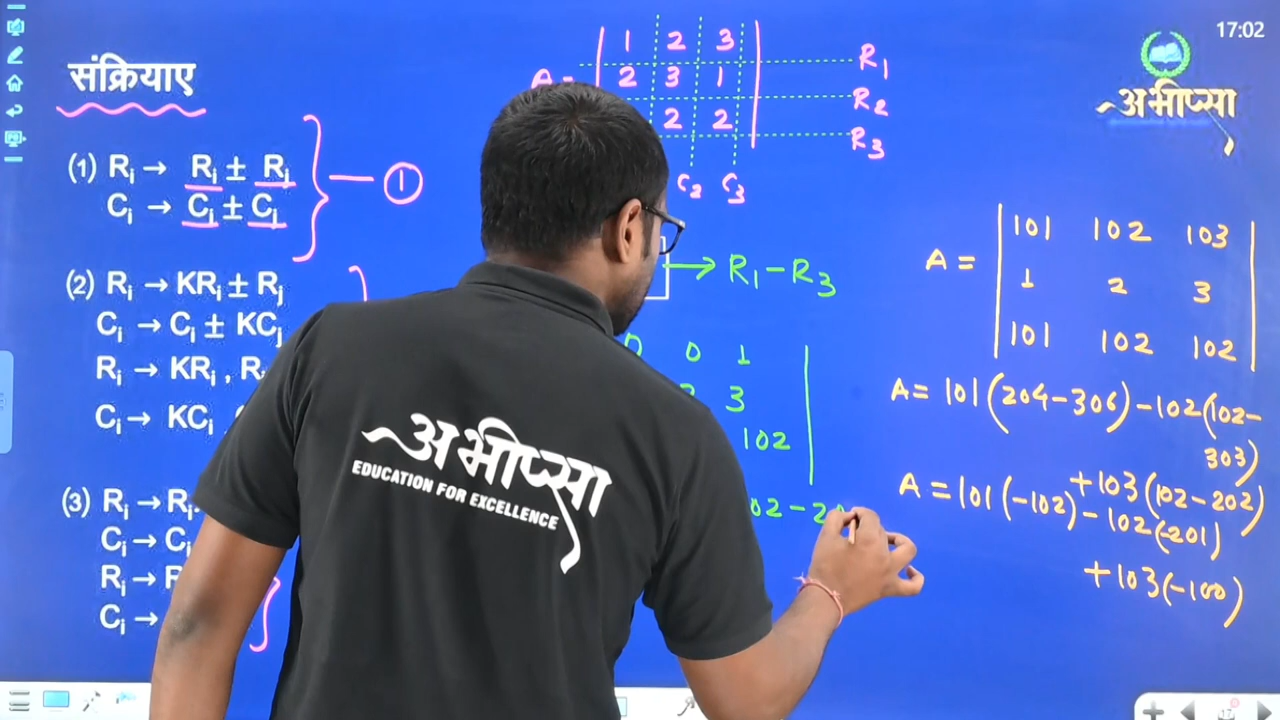 17:02
संक्रियाए
अभीप्सा
(1) Ri → Ri ± Rj
Ci → Ci ± Cj
— ①
(2) Ri → KRi ± Rj
Ci → Ci ± KCj
Ri → KRi , R
Ci → KCi
(3) Ri → Ri
Ci → Ci
Ri → R
Ci →
A =
1 2 3 R1
2 3 1 R2
2 2 R3
C2 C3
→ R1 - R3
0 0 1
3
102
02 - 20
A = 101 102 103
1 2 3
101 102 102
A = 101(204-306) - 102(102-
303)
+103(102-202)
A = 101(-102) - 102(-201)
+103(-100)
अभीप्सा
EDUCATION FOR EXCELLENCE